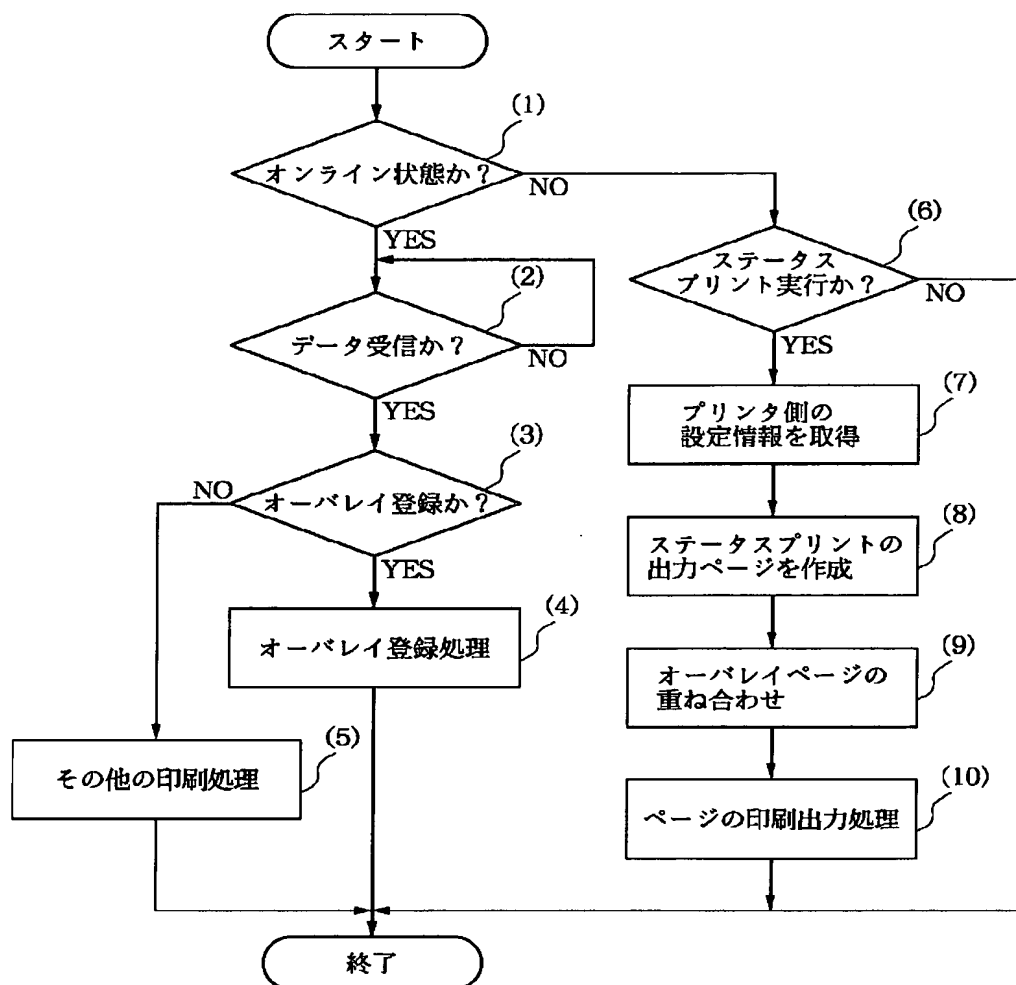 スタート
(1)
オンライン状態か？
NO
YES
(2)
データ受信か？
NO
YES
(3)
NO
オーバレイ登録か？
YES
(4)
オーバレイ登録処理
(5)
その他の印刷処理
(6)
ステータス
プリント実行か？
NO
YES
(7)
プリンタ側の
設定情報を取得
(8)
ステータスプリントの
出力ページを作成
(9)
オーバレイページの
重ね合わせ
(10)
ページの印刷出力処理
終了